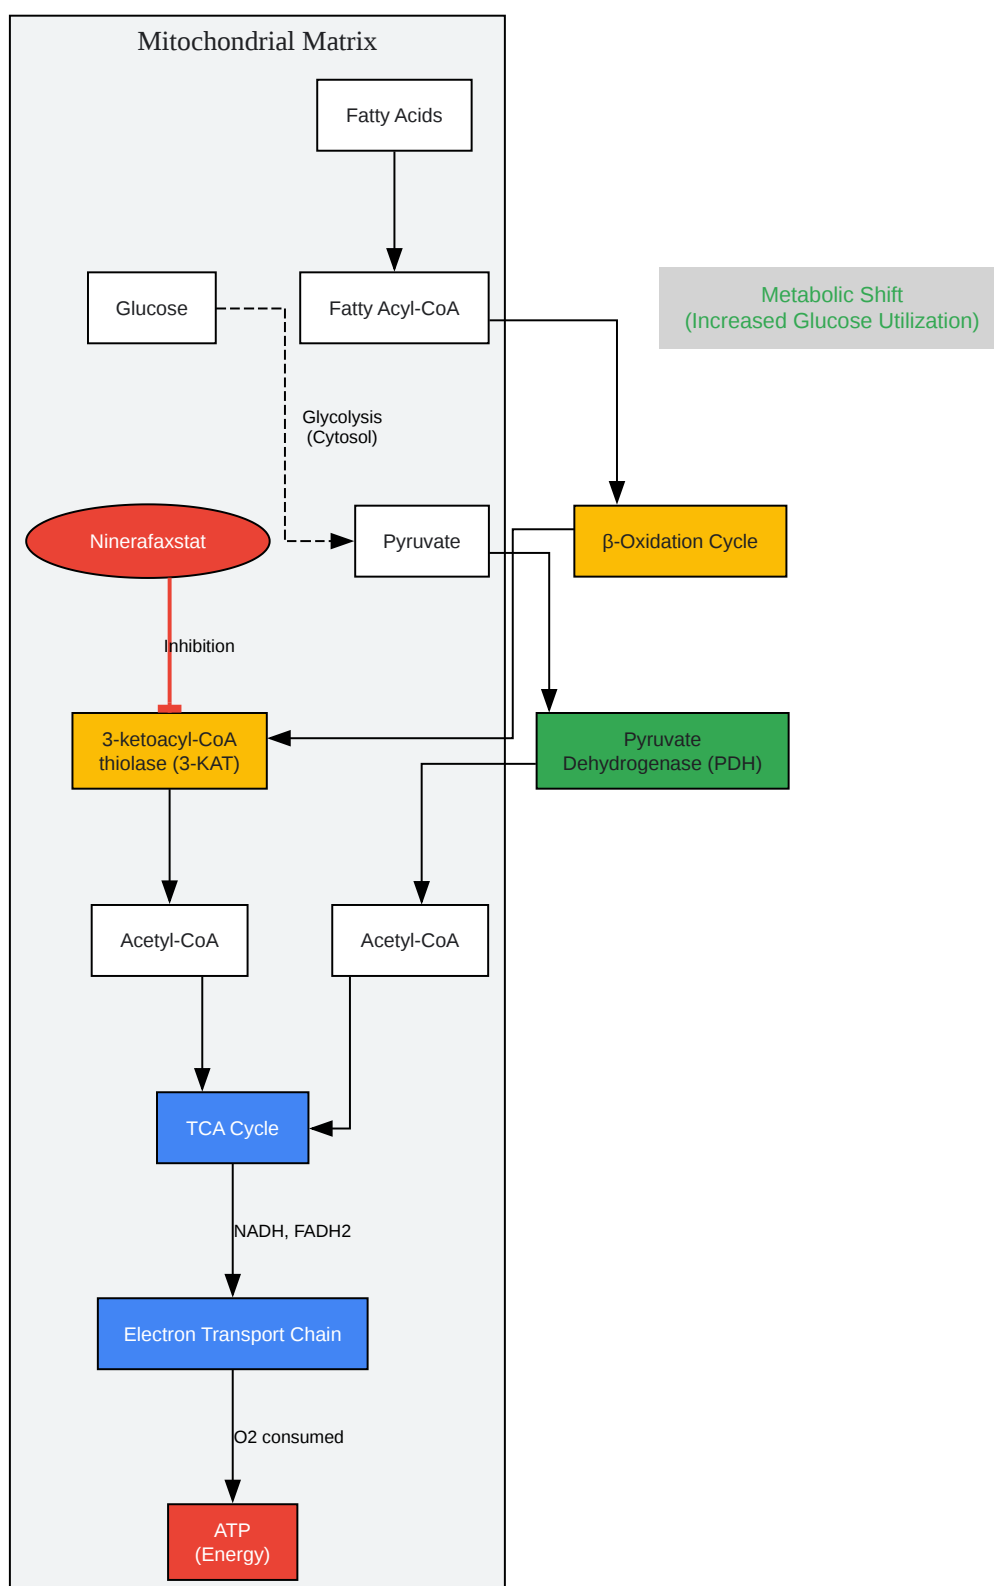 Mitochondrial Matrix
Fatty Acids
Glucose
Fatty Acyl-CoA
Metabolic Shift
(Increased Glucose Utilization)
Glycolysis
(Cytosol)
Ninerafaxstat
Pyruvate
β-Oxidation Cycle
Inhibition
3-ketoacyl-CoA
thiolase (3-KAT)
Pyruvate
Dehydrogenase (PDH)
Acetyl-CoA
Acetyl-CoA
TCA Cycle
NADH, FADH2
Electron Transport Chain
O2 consumed
ATP
(Energy)